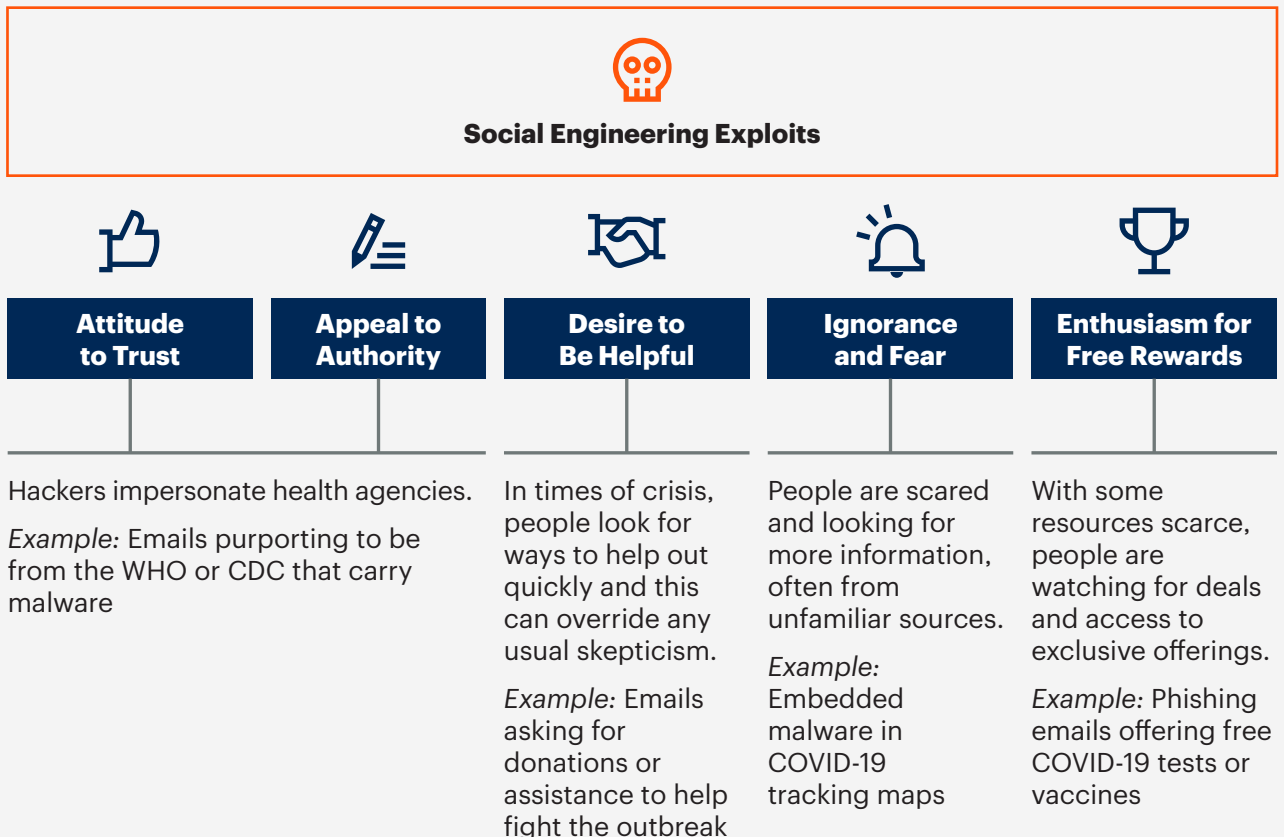 Social Engineering Exploits
Attitude
to Trust
Appeal to
Authority
Desire to
Be Helpful
Ignorance
and Fear
Enthusiasm for
Free Rewards
Hackers impersonate health agencies.
Example: Emails purporting to be
from the WHO or CDC that carry
malware
In times of crisis,
people look for
ways to help out
quickly and this
can override any
usual skepticism.
Example: Emails
asking for
donations or
assistance to help
fight the outbreak
People are scared
and looking for
more information,
often from
unfamiliar sources.
Example:
Embedded
malware in
COVID-19
tracking maps
With some
resources scarce,
people are
watching for deals
and access to
exclusive offerings.
Example: Phishing
emails offering free
COVID-19 tests or
vaccines